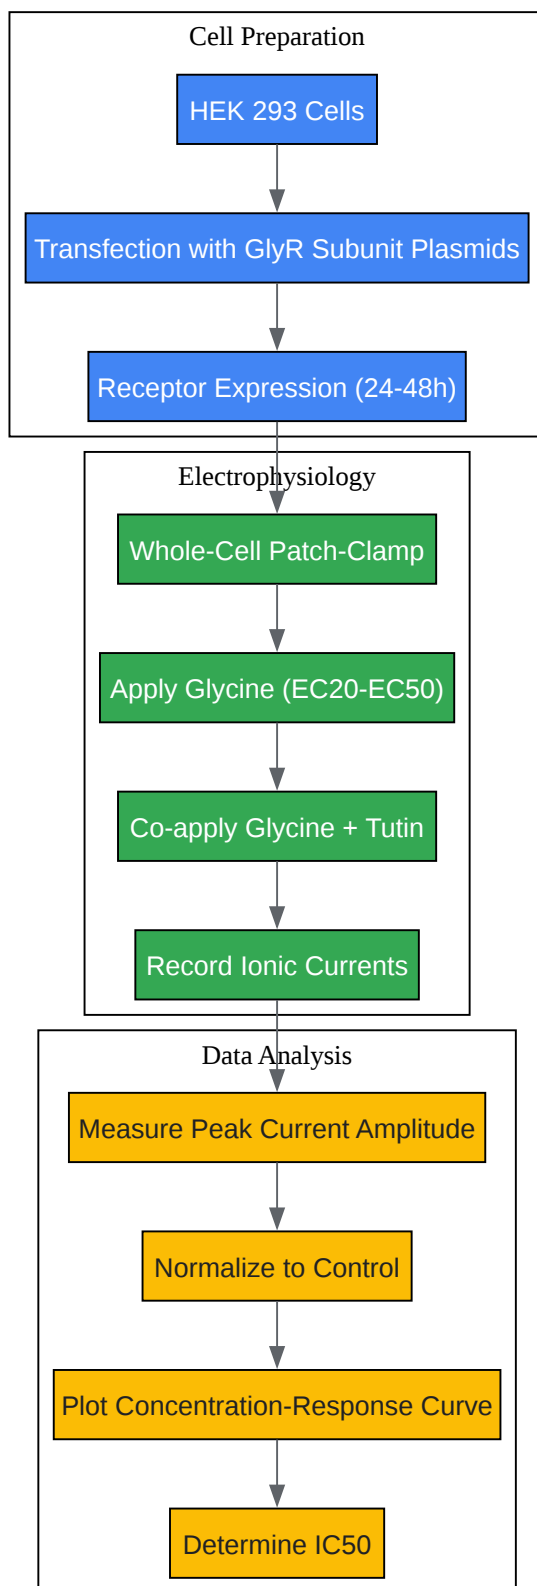 Cell Preparation
HEK 293 Cells
Transfection with GlyR Subunit Plasmids
Receptor Expression (24-48h)
Electrophysiology
Whole-Cell Patch-Clamp
Apply Glycine (EC20-EC50)
Co-apply Glycine + Tutin
Record Ionic Currents
Data Analysis
Measure Peak Current Amplitude
Normalize to Control
Plot Concentration-Response Curve
Determine IC50